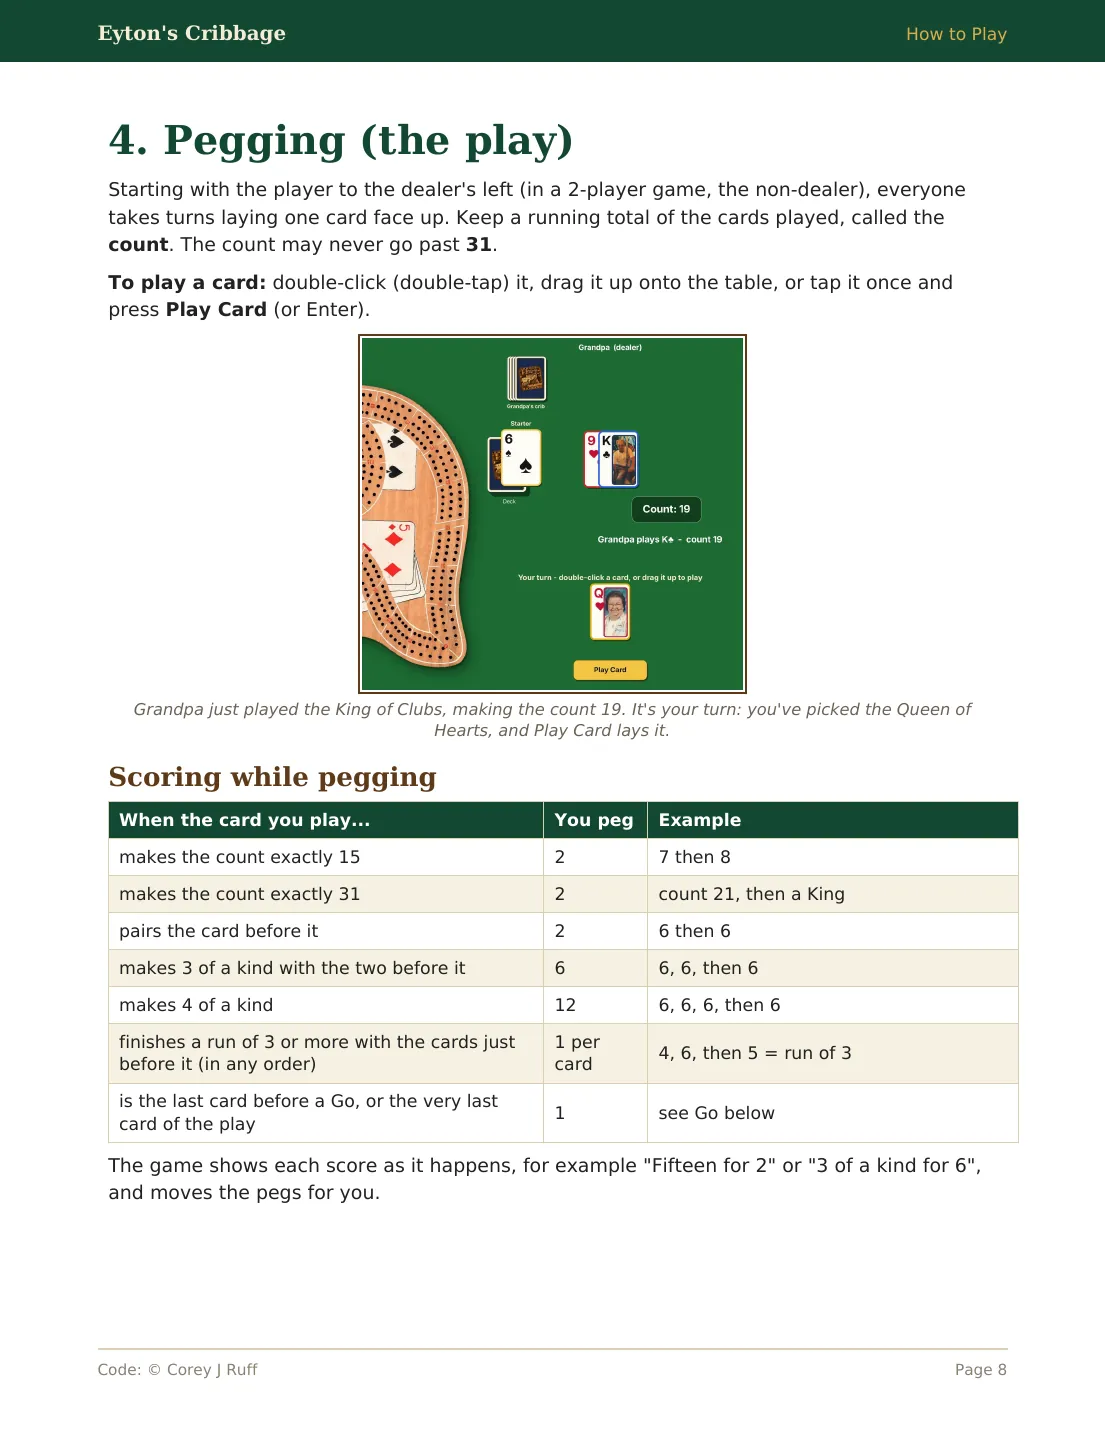 Eyton's Cribbage
How to Play
4. Pegging (the play)
Starting with the player to the dealer's left (in a 2-player game, the non-dealer), everyone
takes turns laying one card face up. Keep a running total of the cards played, called the
count. The count may never go past 31.
To play a card: double-click (double-tap) it, drag it up onto the table, or tap it once and
press Play Card (or Enter).
Grandpa (dealer)
Grandpa's crib
Starter
6
9
K
Deck
5
Count: 19
Grandpa plays K♣ - count 19
Your turn - double-click a card, or drag it up to play
Q
Play Card
Grandpa just played the King of Clubs, making the count 19. It's your turn: you've picked the Queen of
Hearts, and Play Card lays it.
Scoring while pegging
When the card you play... You peg Example
makes the count exactly 15 2 7 then 8
makes the count exactly 31 2 count 21, then a King
pairs the card before it 2 6 then 6
makes 3 of a kind with the two before it 6 6, 6, then 6
makes 4 of a kind 12 6, 6, 6, then 6
finishes a run of 3 or more with the cards just
before it (in any order)
1 per
card
4, 6, then 5 = run of 3
is the last card before a Go, or the very last
card of the play
1
see Go below
The game shows each score as it happens, for example "Fifteen for 2" or "3 of a kind for 6",
and moves the pegs for you.
Code: © Corey J Ruff
Page 8